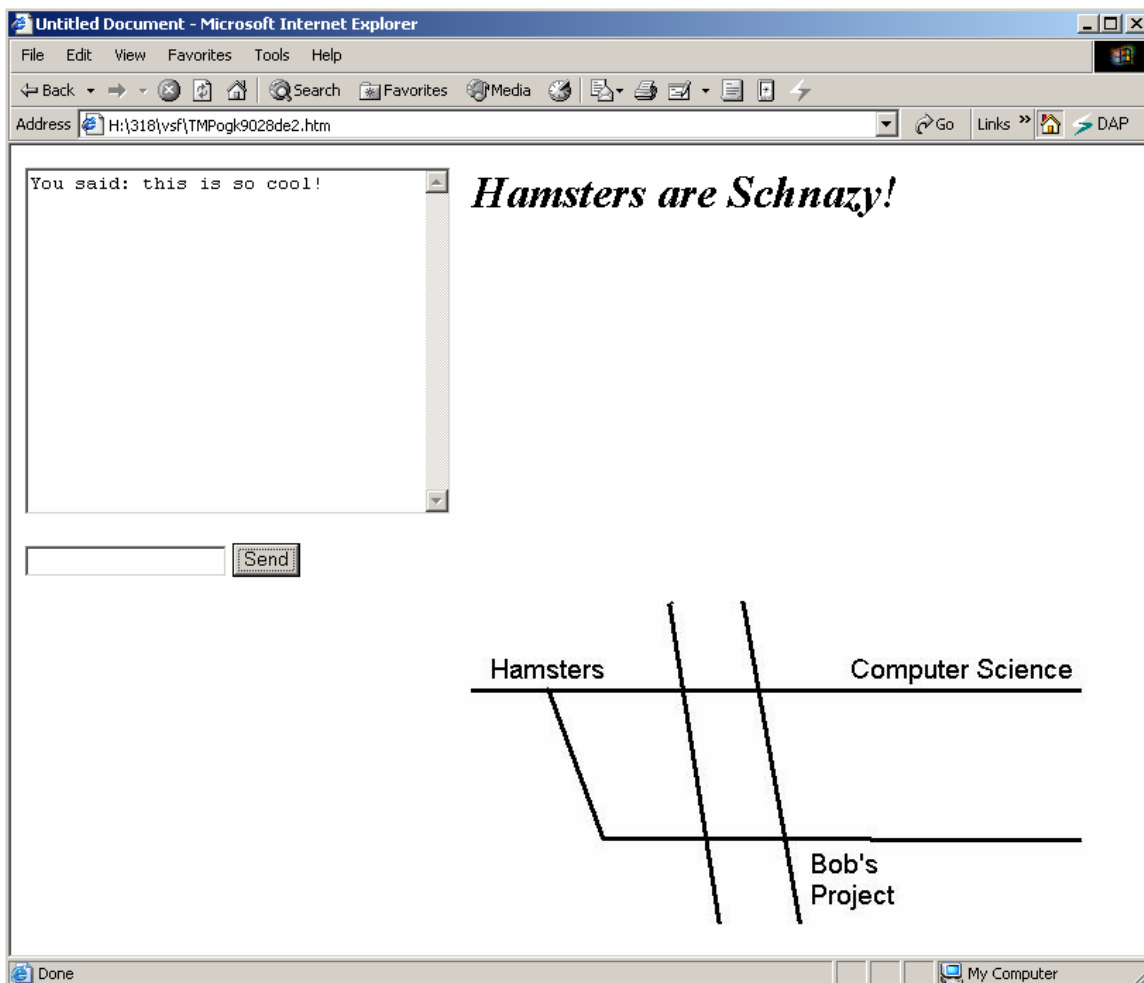 Untitled Document - Microsoft Internet Explorer
File Edit View Favorites Tools Help
Back Search Favorites Media
Address H:\318\vsf\TMPogk9028de2.htm Go Links » DAP
You said: this is so cool!
Hamsters are Schnazy!
Send
Hamsters Computer Science
Bob's
Project
Done My Computer